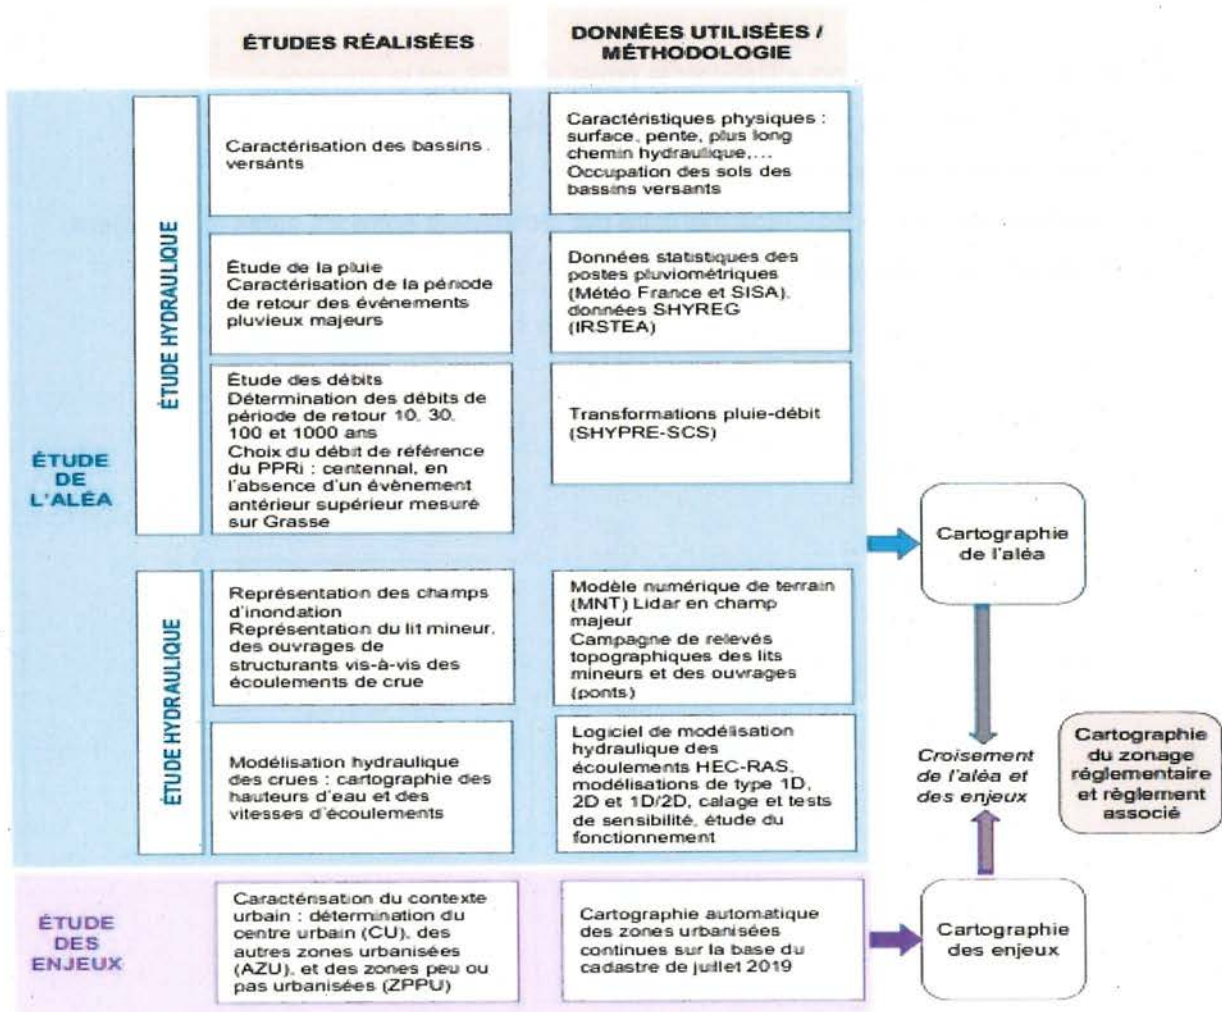 ÉTUDES RÉALISÉES
DONNÉES UTILISÉES /
MÉTHODOLOGIE
ÉTUDE
DE
L'ALÉA
ÉTUDE HYDRAULIQUE
Caractérisation des bassins
versants
Caractéristiques physiques :
surface, pente, plus long
chemin hydraulique,...
Occupation des sols des
bassins versants
Étude de la pluie
Caractérisation de la période
de retour des évènements
pluvieux majeurs
Données statistiques des
postes pluviométriques
(Météo France et SISA),
données SHYREG
(IRSTEA)
Étude des débits
Détermination des débits de
période de retour 10, 30,
100 et 1000 ans
Choix du débit de référence
du PPRi : centennal, en
l'absence d'un évènement
antérieur supérieur mesuré
sur Grasse
Transformations pluie-débit
(SHYPRE-SCS)
ÉTUDE HYDRAULIQUE
Représentation des champs
d'inondation
Représentation du lit mineur,
des ouvrages de
structurants vis-à-vis des
écoulements de crue
Modèle numérique de terrain
(MNT) Lidar en champ
majeur
Campagne de relevés
topographiques des lits
mineurs et des ouvrages
(ponts)
Modélisation hydraulique
des crues : cartographie des
hauteurs d'eau et des
vitesses d'écoulements
Logiciel de modélisation
hydraulique des
écoulements HEC-RAS,
modélisations de type 1D,
2D et 1D/2D, calage et tests
de sensibilité, étude du
fonctionnement
ÉTUDE
DES
ENJEUX
Caractérisation du contexte
urbain : détermination du
centre urbain (CU), des
autres zones urbanisées
(AZU), et des zones peu ou
pas urbanisées (ZPPU)
Cartographie automatique
des zones urbanisées
continues sur la base du
cadastre de juillet 2019
Cartographie
de l'aléa
Croisement
de l'aléa et
des enjeux
Cartographie
des enjeux
Cartographie
du zonage
réglementaire
et règlement
associé